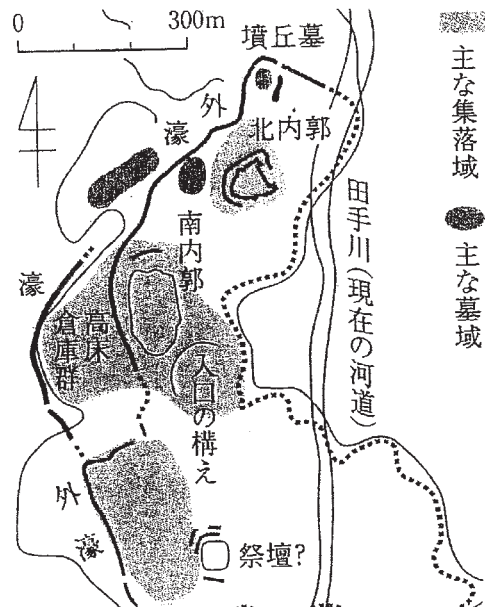 0
300m
墳丘墓
外
濠
北内郭
主な集落域
主な墓域
田手川(現在の河道)
南内郭
濠
高床
倉庫群
入口の構え
外
濠
祭壇?